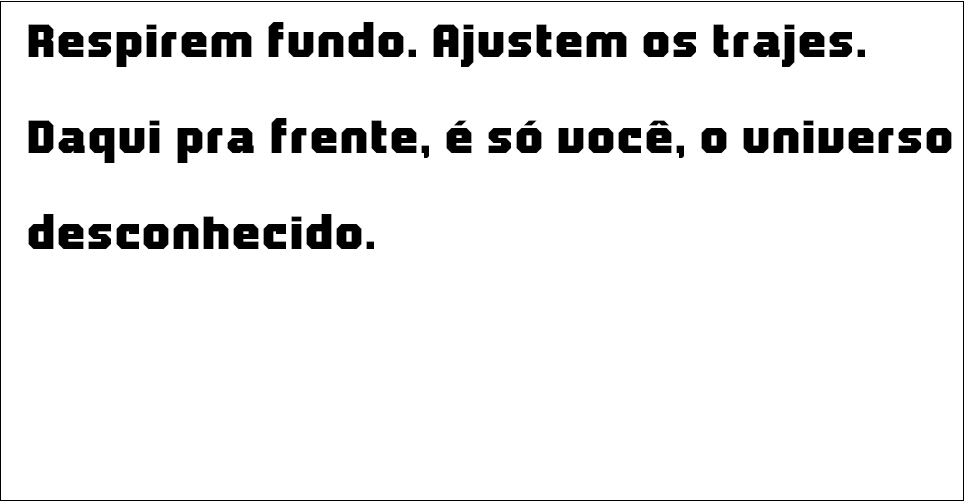 Respirem fundo. Ajustem os trajes.
Daqui pra frente, é só você, o universo
desconhecido.